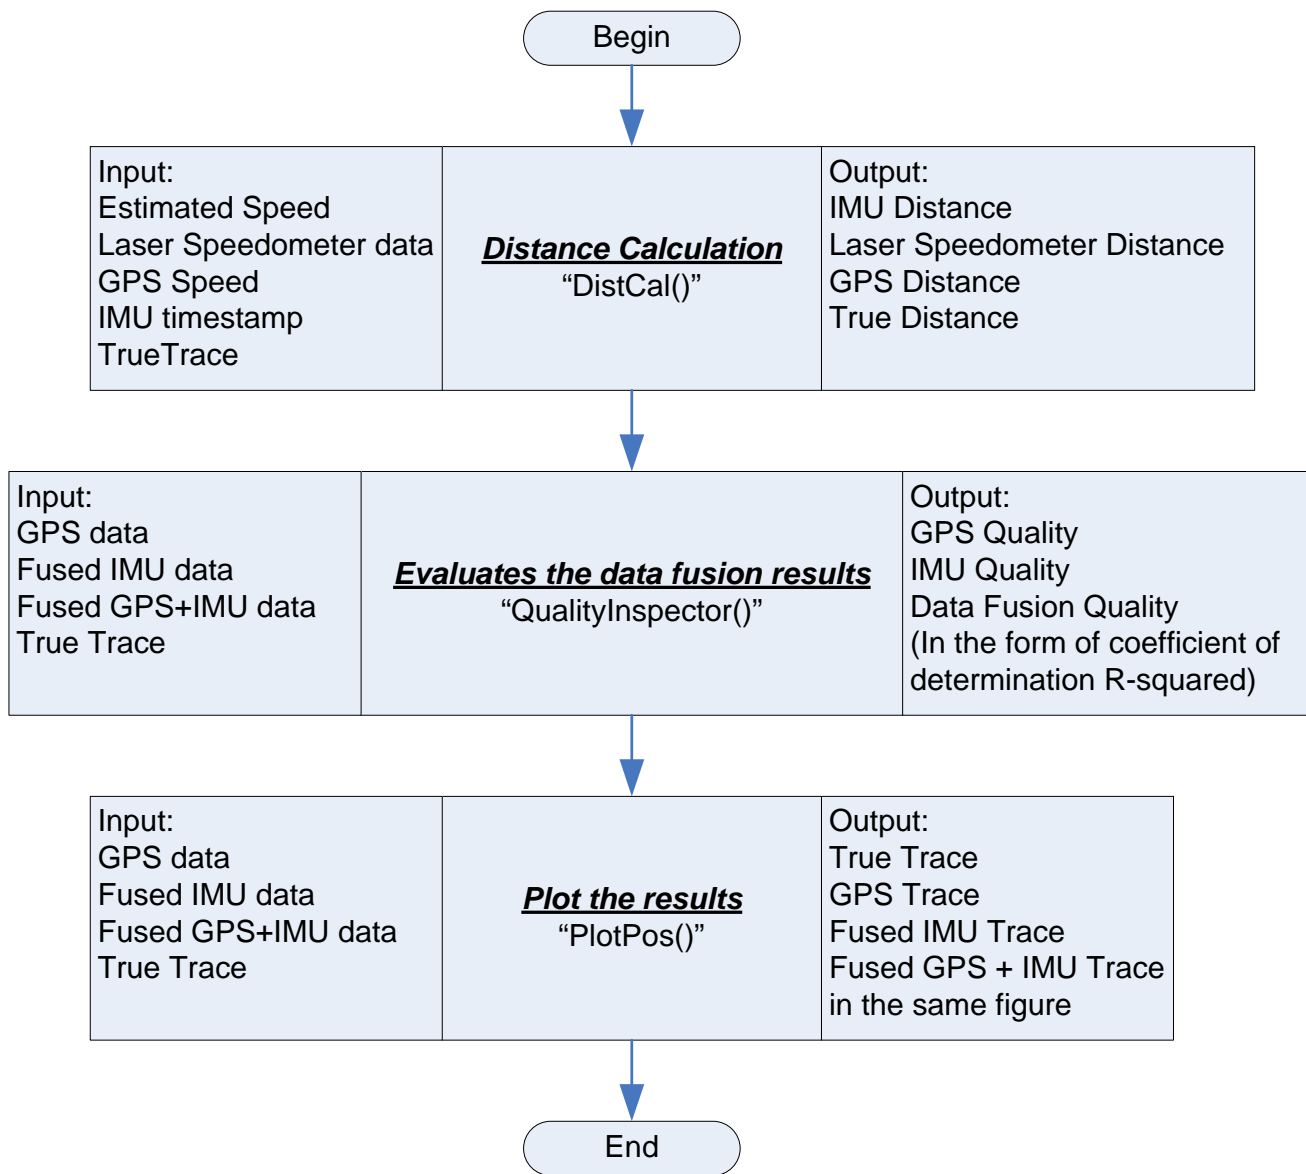 Begin
Input:
Estimated Speed
Laser Speedometer data
GPS Speed
IMU timestamp
TrueTrace
Distance Calculation
“DistCal()”
Output:
IMU Distance
Laser Speedometer Distance
GPS Distance
True Distance
Input:
GPS data
Fused IMU data
Fused GPS+IMU data
True Trace
Evaluates the data fusion results
“QualityInspector()”
Output:
GPS Quality
IMU Quality
Data Fusion Quality
(In the form of coefficient of
determination R-squared)
Input:
GPS data
Fused IMU data
Fused GPS+IMU data
True Trace
Plot the results
“PlotPos()”
Output:
True Trace
GPS Trace
Fused IMU Trace
Fused GPS + IMU Trace
in the same figure
End